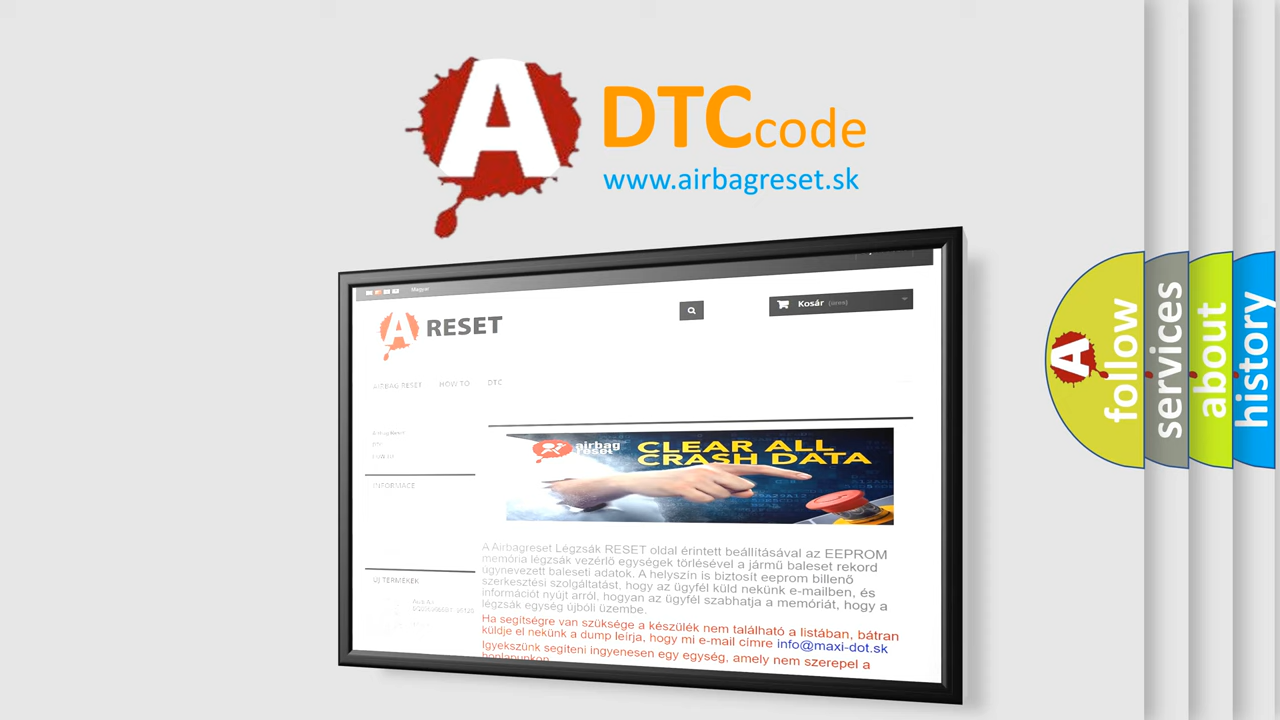 A
DTC code
www.airbagreset.sk
Magyar
A RESET
Kosár (üres)
AIRBAG RESET HOW TO DTC
INFORMACE
ÚJ TERMÉKEK
airbag
reset
CLEAR ALL
CRASH DATA
A Airbagreset Légzsák RESET oldal érintett beállításával az EEPROM
memória légzsák vezérlő egységek törlésével a jármű baleset rekord
úgynevezett baleseti adatok. A helyszín is biztosít eeprom billenő
szerkesztési szolgáltatást, hogy az ügyfél küld nekünk e-mailben, és
információt nyújt arról, hogyan az ügyfél szabhatja a memóriát, hogy a
légzsák egység újbóli üzembe.
Ha segítségre van szüksége a készülék nem található a listában, bátran
küldje el nekünk a dump leírja, hogy mi e-mail címre info@maxi-dot.sk
Igyekszünk segíteni ingyenesen egy egység, amely nem szerepel a
honlapunkon
A
follow
services
about
history